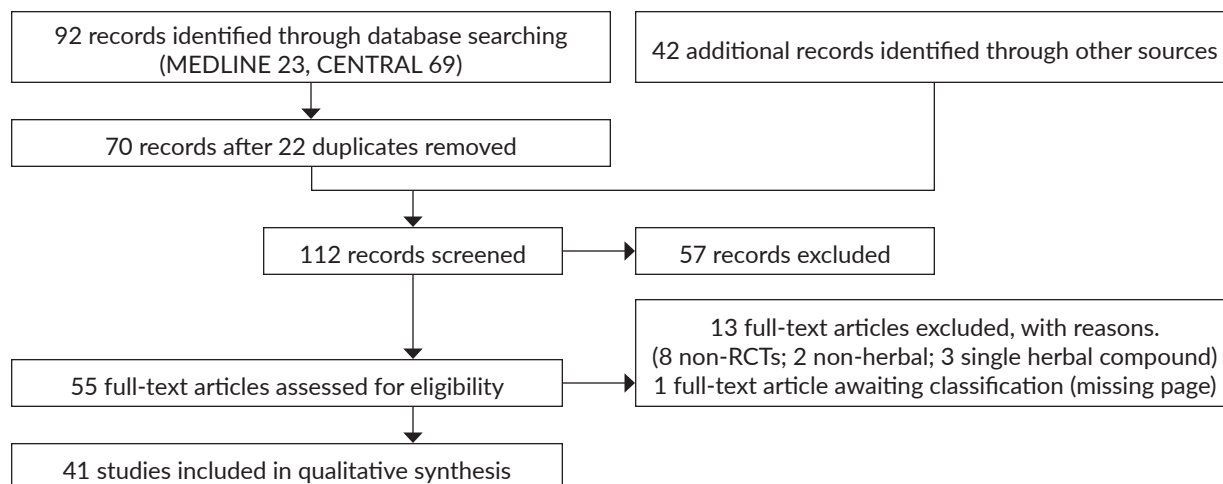 92 records identified through database searching
(MEDLINE 23, CENTRAL 69)
42 additional records identified through other sources
70 records after 22 duplicates removed
112 records screened
57 records excluded
13 full-text articles excluded, with reasons.
(8 non-RCTs; 2 non-herbal; 3 single herbal compound)
1 full-text article awaiting classification (missing page)
55 full-text articles assessed for eligibility
41 studies included in qualitative synthesis